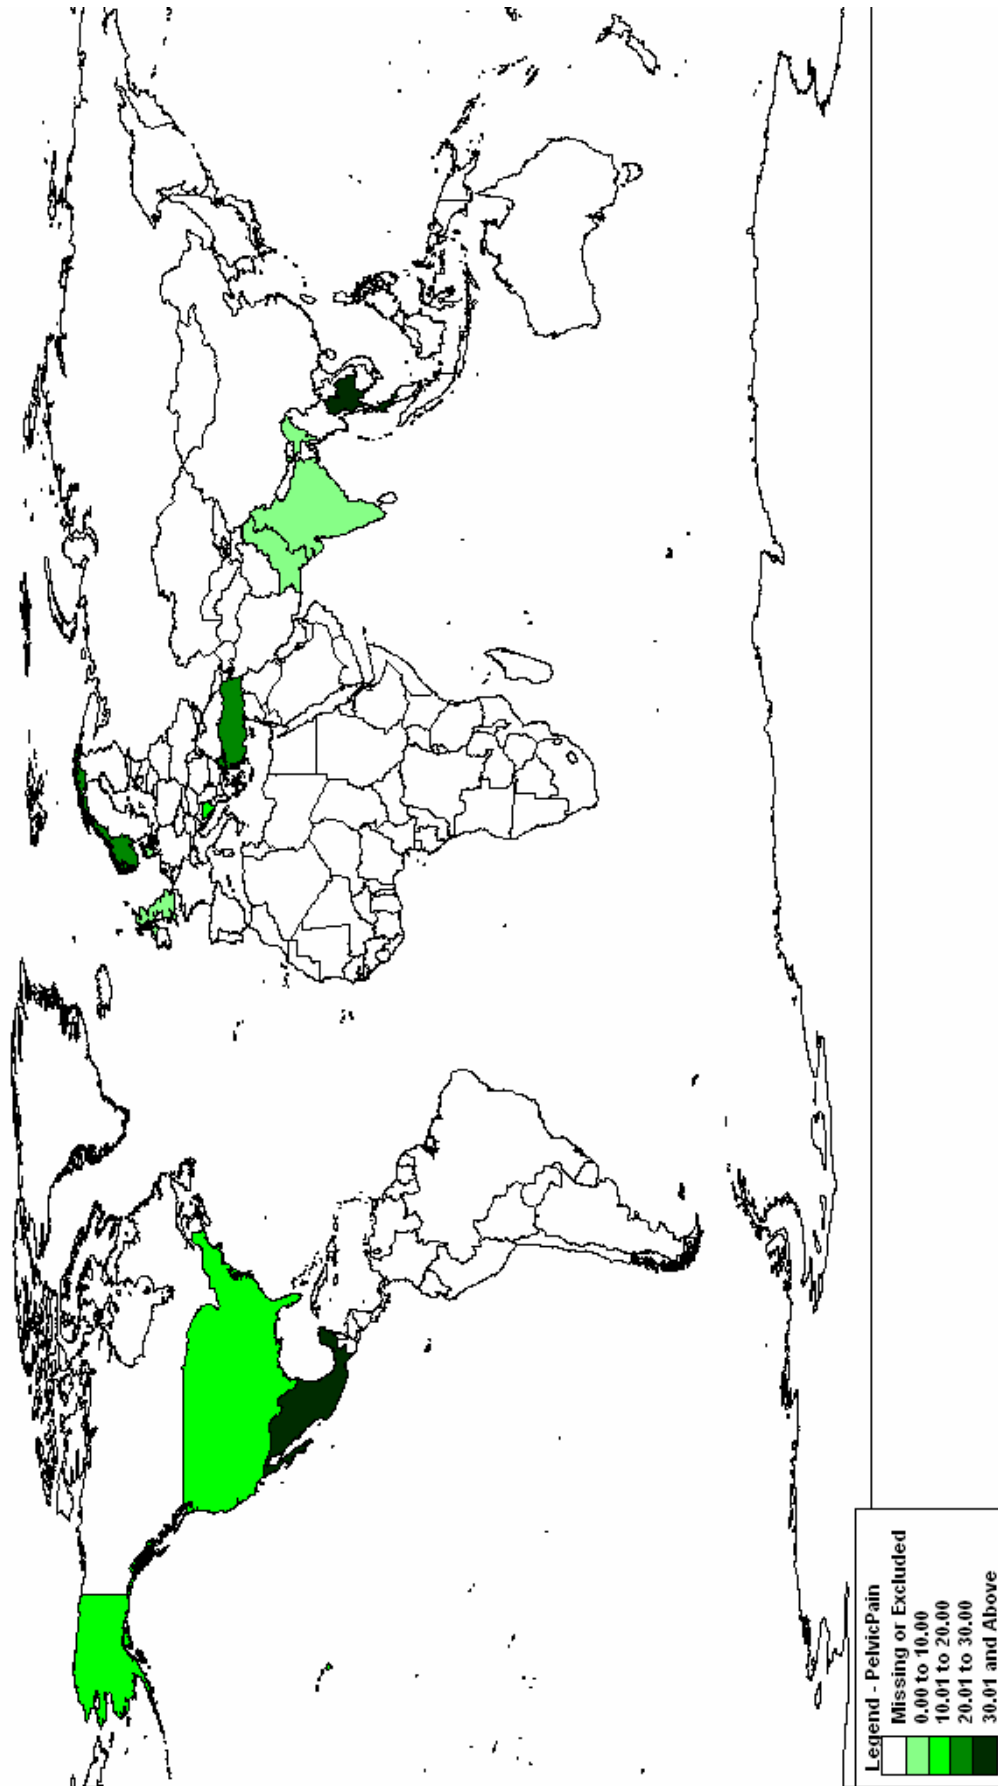 Legend - PelvicPain
Missing or Excluded
0.00 to 10.00
10.01 to 20.00
20.01 to 30.00
30.01 and Above